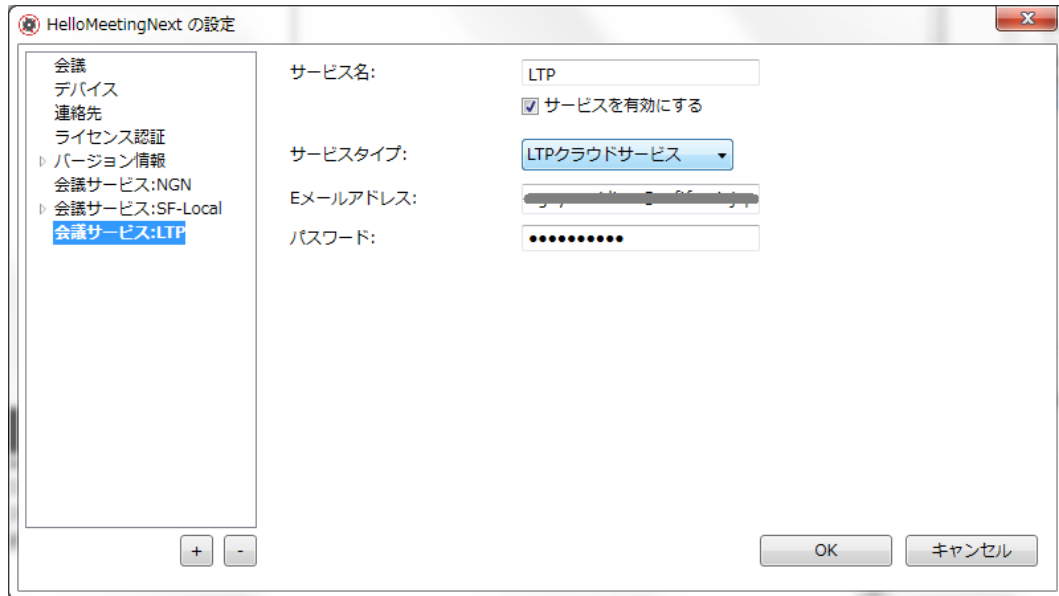 HelloMeetingNext の設定
会議
デバイス
連絡先
ライセンス認証
バージョン情報
会議サービス:NGN
会議サービス:SF-Local
会議サービス:LTP
サービス名:
LTP
サービスを有効にする
サービスタイプ:
LTPクラウドサービス
Eメールアドレス:
パスワード:
●●●●●●●●●●
+
-
OK
キャンセル